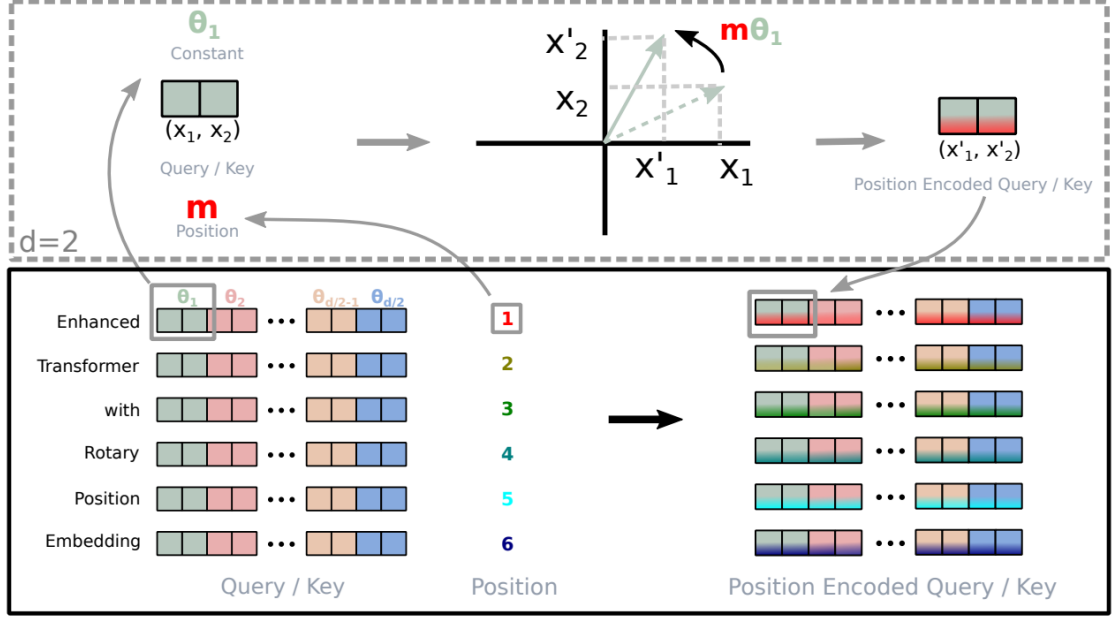 θ1
Constant
(x1, x2)
Query / Key
m
Position
d=2
x'2
x2
x'1
x1
mθ1
(x'1, x'2)
Position Encoded Query / Key
θ1 θ2 θd/2-1 θd/2
Enhanced ••• 1 •••
Transformer ••• 2 •••
with ••• 3 •••
Rotary ••• 4 •••
Position ••• 5 •••
Embedding ••• 6 •••
Query / Key Position Position Encoded Query / Key